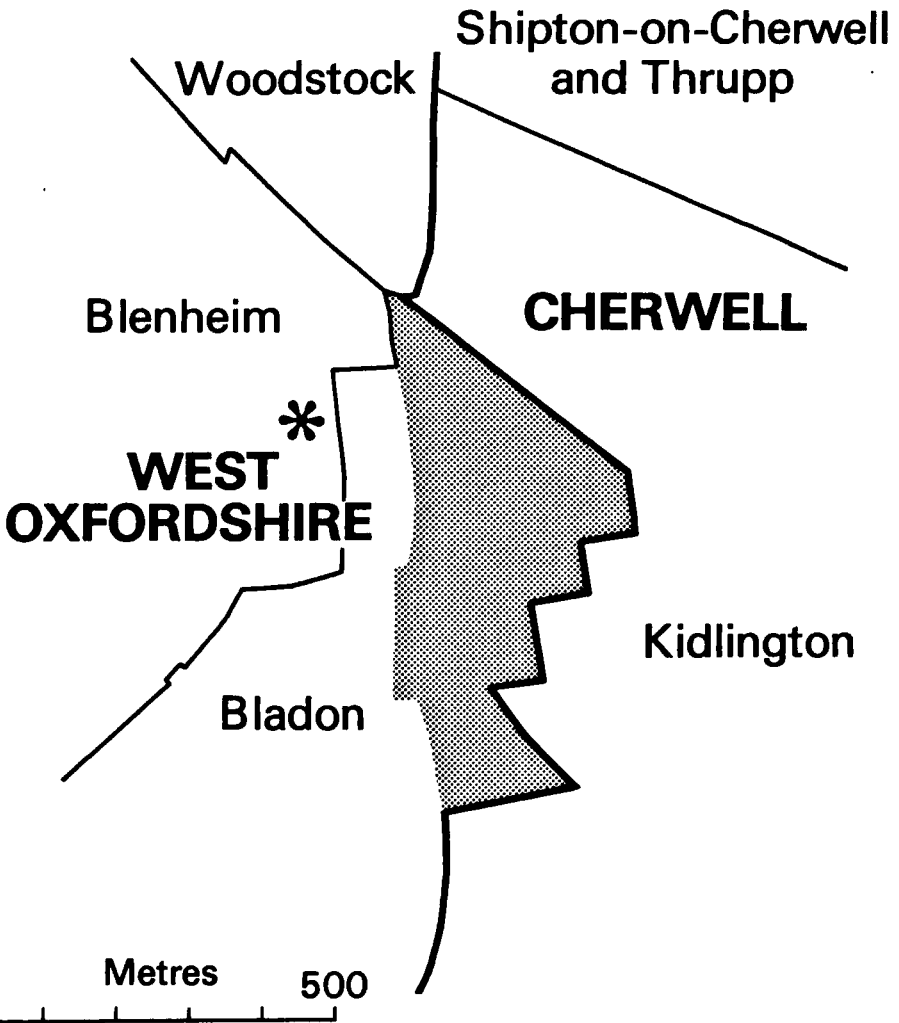 Shipton-on-Cherwell
and Thrupp
Woodstock
Blenheim
CHERWELL
*
WEST
OXFORDSHIRE
Kidlington
Bladon
Metres
500